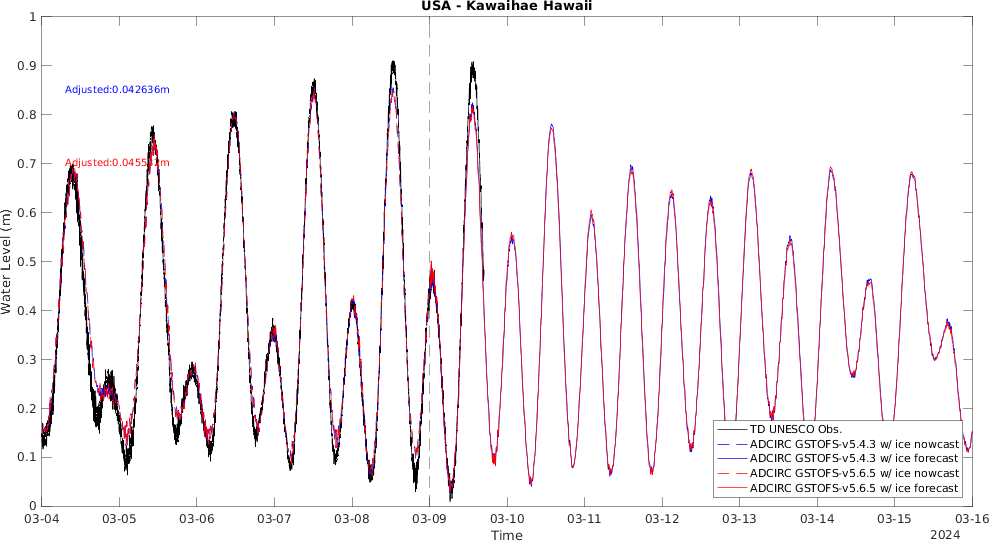 USA - Kawaihae Hawaii
1
0.9
0.8
0.7
0.6
0.5
0.4
0.3
0.2
0.1
0
Water Level (m)
Adjusted:0.042636m
TD UNESCO Obs.
ADCIRC GSTOFS-v5.4.3 w/ ice nowcast
ADCIRC GSTOFS-v5.4.3 w/ ice forecast
ADCIRC GSTOFS-v5.6.5 w/ ice nowcast
ADCIRC GSTOFS-v5.6.5 w/ ice forecast
03-04 03-05 03-06 03-07 03-08 03-09 03-10 03-11 03-12 03-13 03-14 03-15 03-16
Time
2024